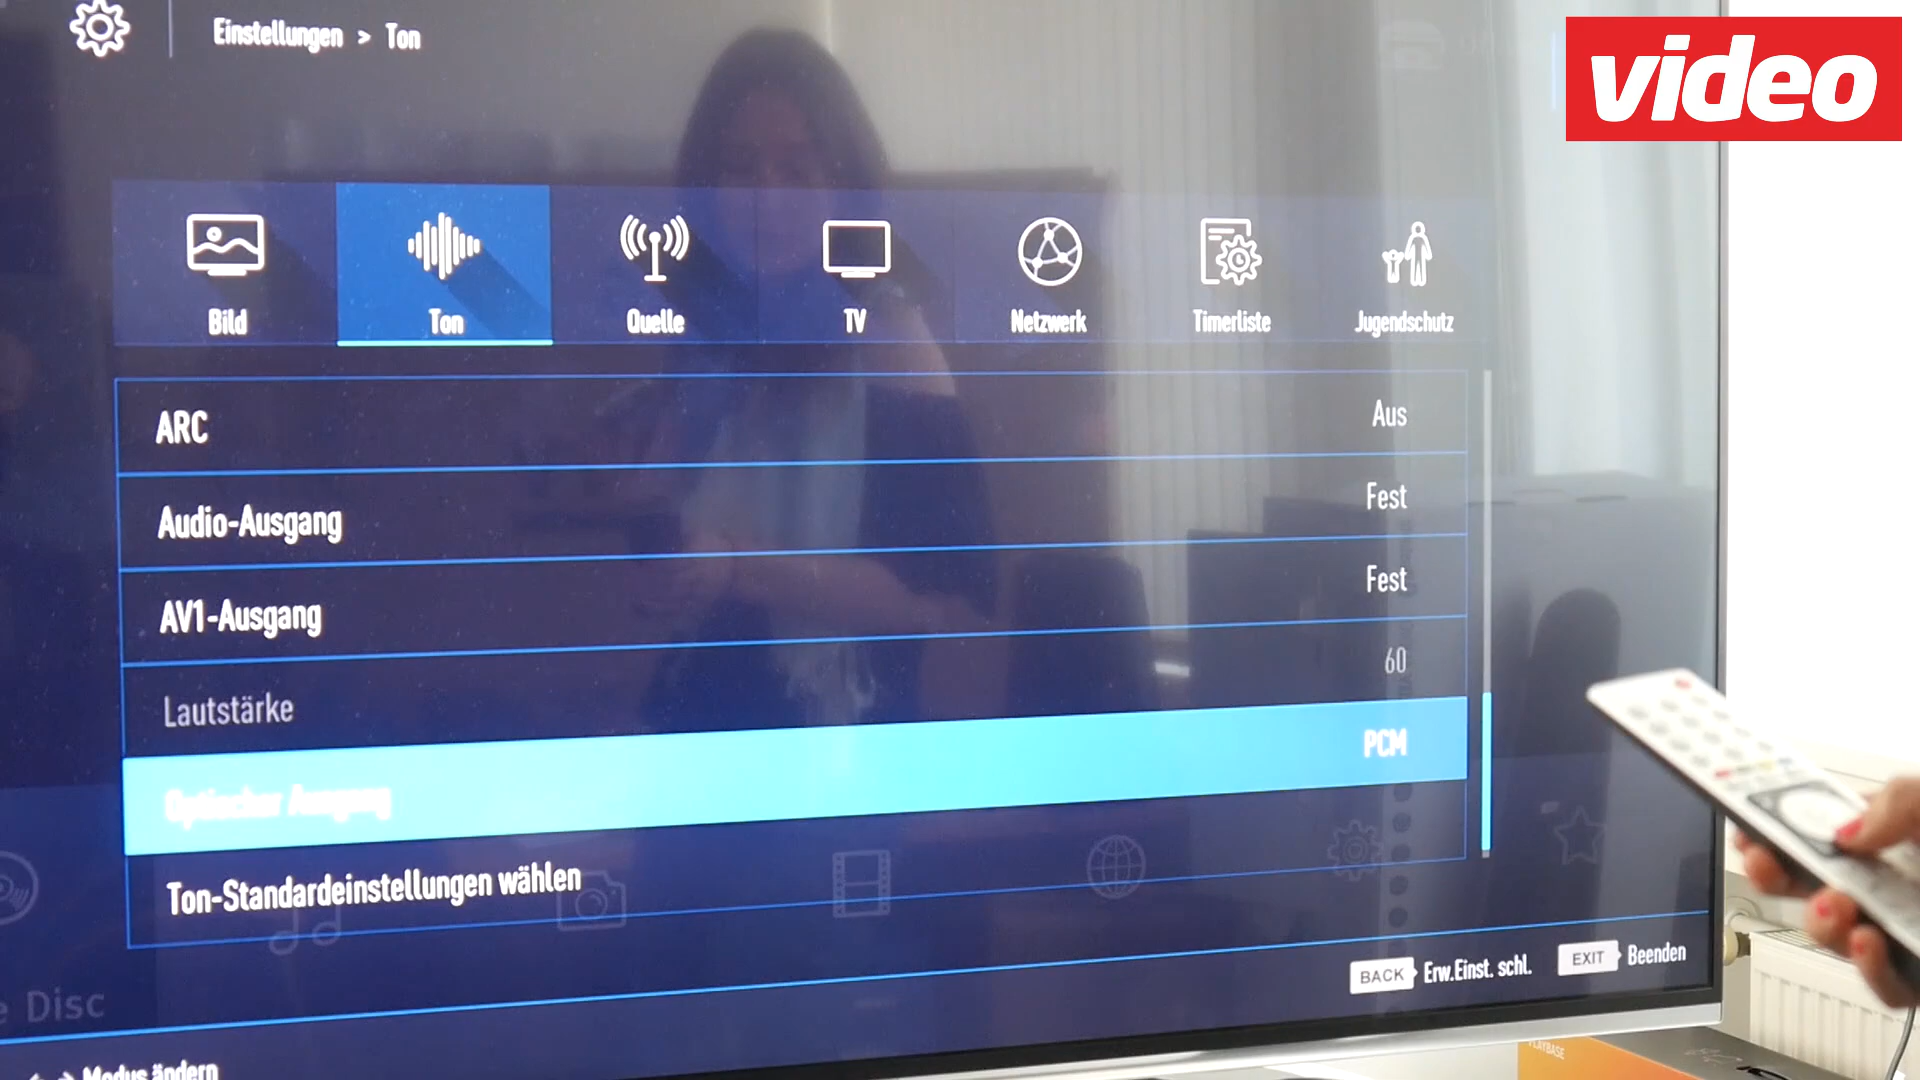 Einstellungen > Ton
video
Bild
Ton
Quelle
TV
Netzwerk
Timerliste
Jugendschutz
ARC Aus
Audio-Ausgang Fest
AV1-Ausgang Fest
Lautstärke 60
Optischer Ausgang PCM
Ton-Standardeinstellungen wählen
BACK Erw.Einst. schl. EXIT Beenden
e Disc
Modus ändern
PLAYBASE